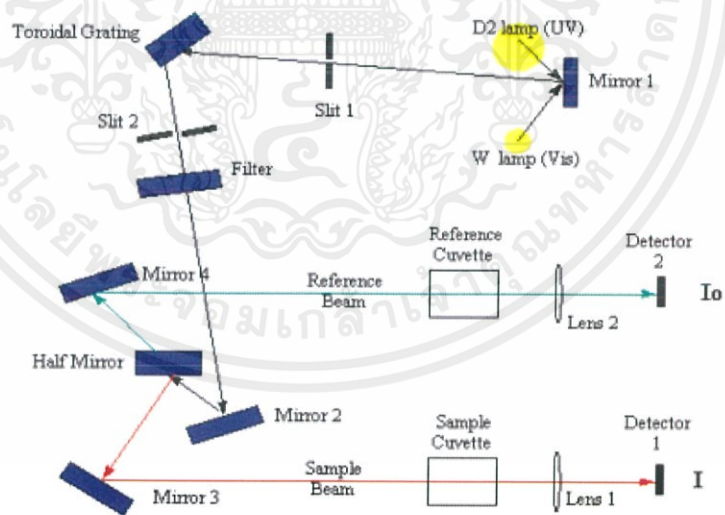 Toroidal Grating
D2 lamp (UV)
Mirror 1
Slit 1
W lamp (Vis)
Slit 2
Filter
Mirror 4
Reference
Beam
Reference
Cuvette
Detector
2
Io
Lens 2
Half Mirror
Mirror 2
Mirror 3
Sample
Beam
Sample
Cuvette
Detector
1
I
Lens 1